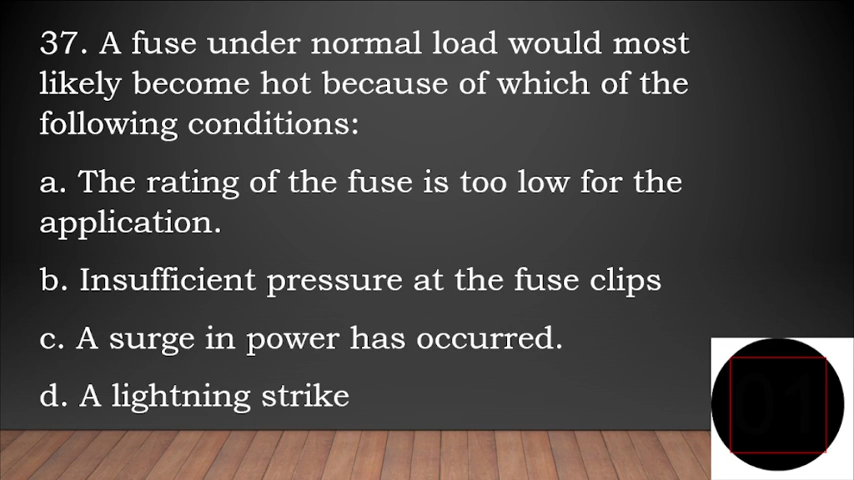 37. A fuse under normal load would most
likely become hot because of which of the
following conditions:
a. The rating of the fuse is too low for the
application.
b. Insufficient pressure at the fuse clips
c. A surge in power has occurred.
d. A lightning strike
01